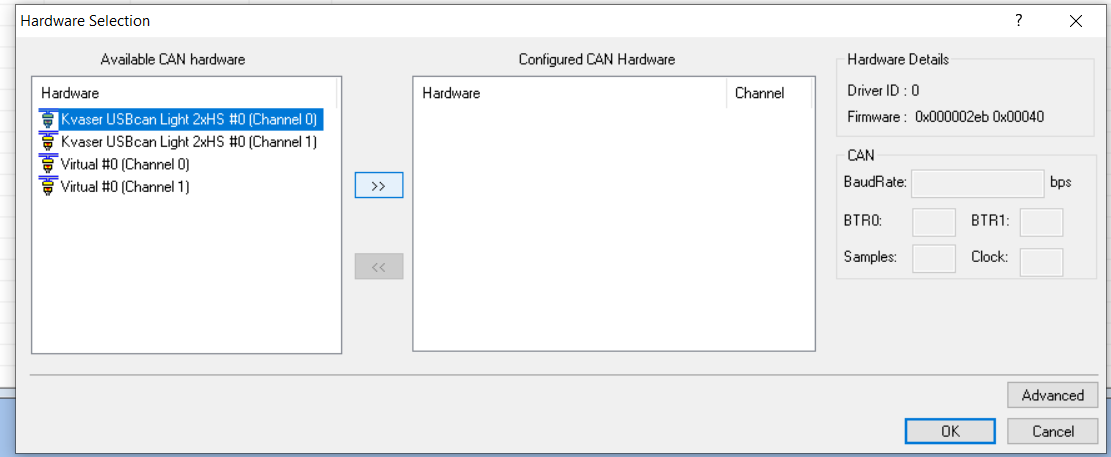 Hardware Selection
?
Available CAN hardware
Configured CAN Hardware
Hardware Details
Hardware
Hardware Channel
Driver ID : 0
Firmware : 0x000002eb 0x00040
Kvaser USBcan Light 2xHS #0 (Channel 0)
Kvaser USBcan Light 2xHS #0 (Channel 1)
Virtual #0 (Channel 0)
Virtual #0 (Channel 1)
>>
<<
CAN
BaudRate: bps
BTR0: BTR1:
Samples: Clock:
Advanced
OK Cancel